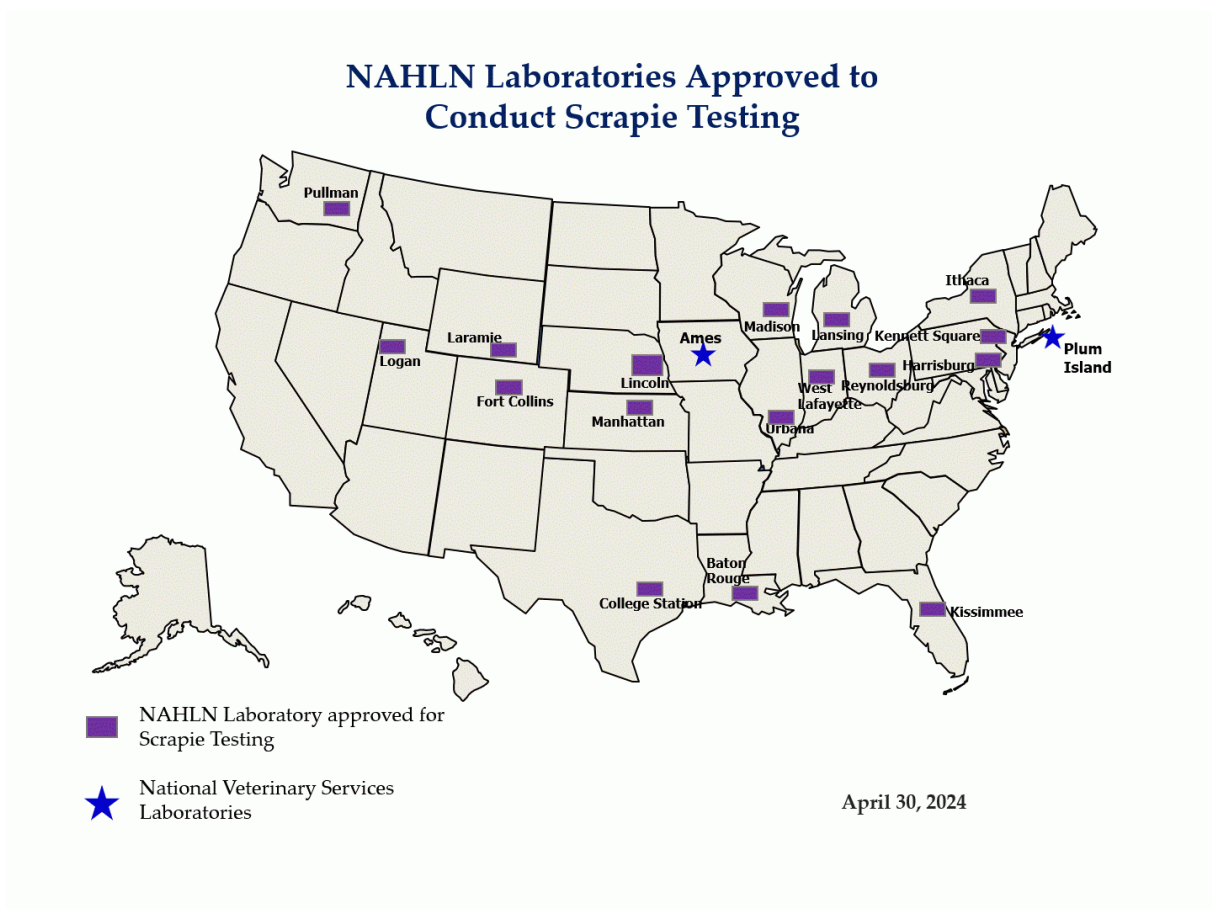 NAHLN Laboratories Approved to
Conduct Scrapie Testing
Pullman
Ithaca
Madison
Lansing
Kennett Square
Laramie
Ames
Plum
Island
Logan
Harrisburg
Lincoln
West
Lafayette
Reynoldsburg
Fort Collins
Manhattan
Urbana
Baton
Rouge
College Station
Kissimmee
NAHLN Laboratory approved for
Scrapie Testing
National Veterinary Services
Laboratories
April 30, 2024